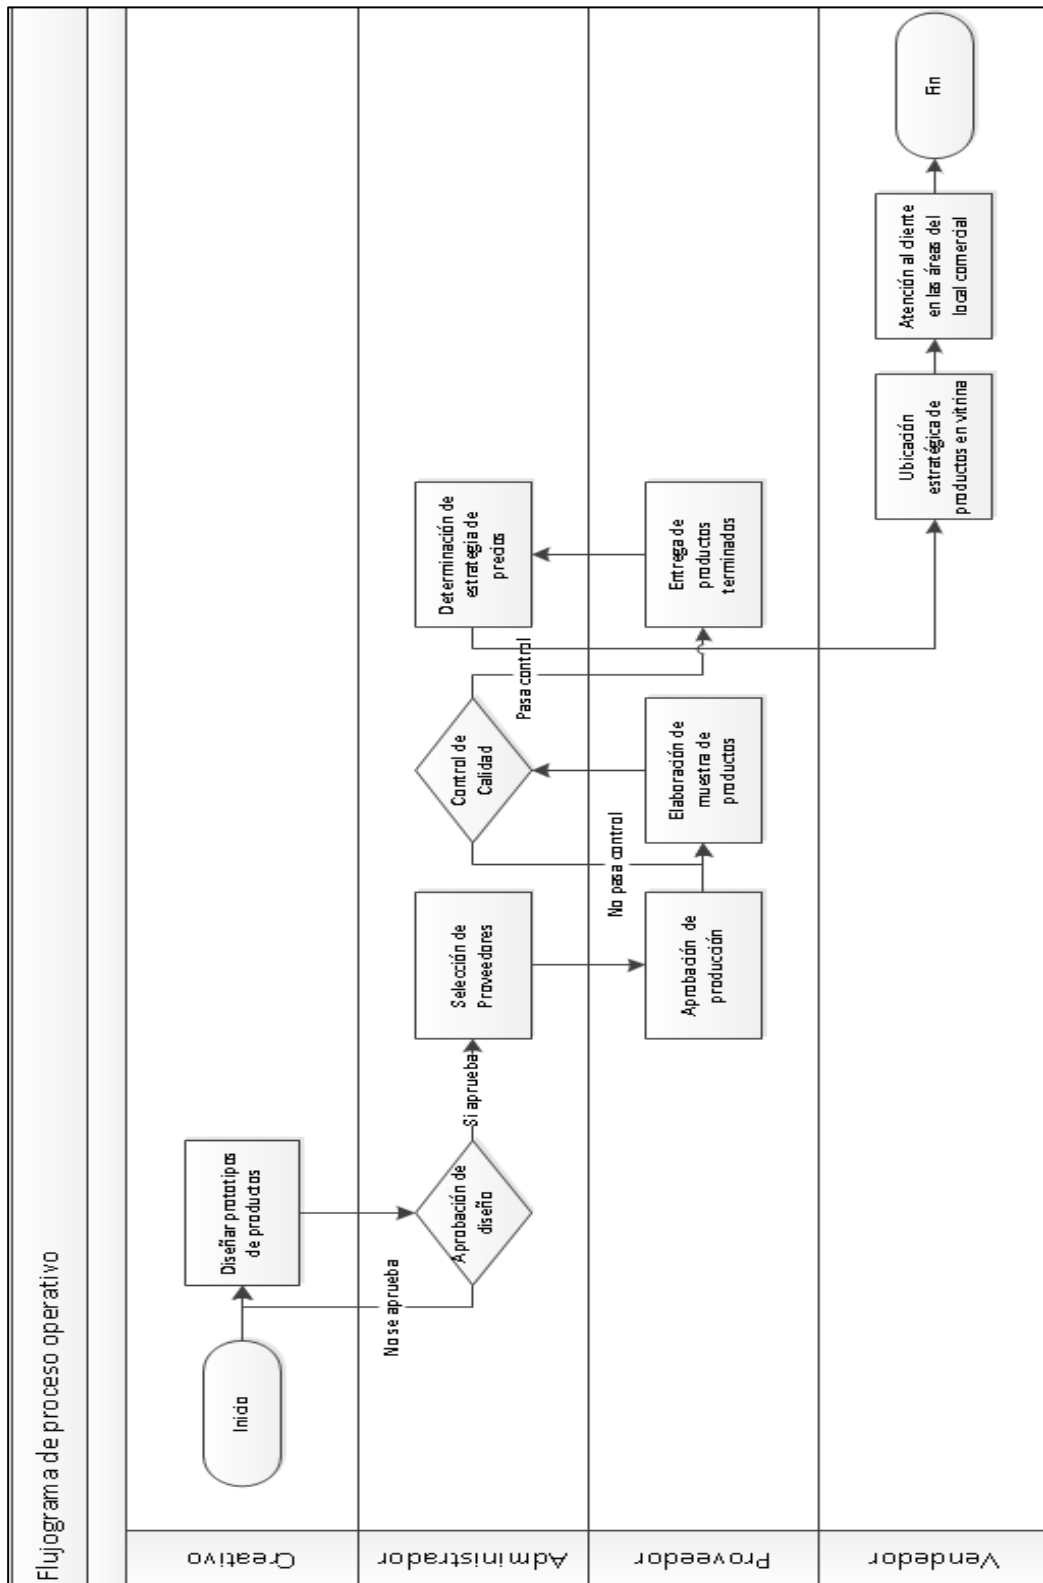 Flujograma de proceso operativo
Creativo
Inicio
Diseñar prototipos
de productos
Administrador
No se aprueba
Aprobación de
diseño
Si aprueba
Selección de
Proveedores
Control de
Calidad
Pasa control
Determinación de
estrategia de
precios
Proveedor
Aprobación de
producción
No pasa control
Elaboración de
muestra de
productos
Entrega de
productos
terminados
Vendedor
Ubicación
estratégica de
productos en vitrina
Atención al cliente
en las áreas del
local comercial
Fin